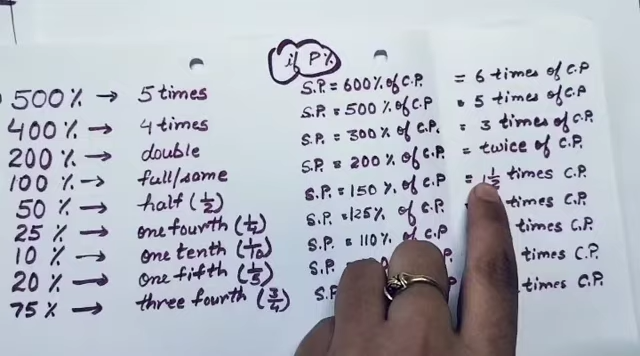 if P%
500% → 5 times S.P. = 600% of C.P. = 6 times of C.P
400% → 4 times S.P. = 500% of C.P = 5 times of C.P.
200% → double S.P. = 300% of C.P. = 3 times of C.P.
100% → full/same S.P. = 200% of C.P. = twice of C.P.
50% → half (1/2) S.P. = 150% of C.P. = 1 1/2 times C.P.
25% → one fourth (1/4) S.P. = 125% of C.P. times C.P.
10% → one tenth (1/10) S.P. = 110% of C.P times C.P.
20% → one fifth (1/5) S.P. times C.P.
75% → three fourth (3/4) S.P. times C.P.